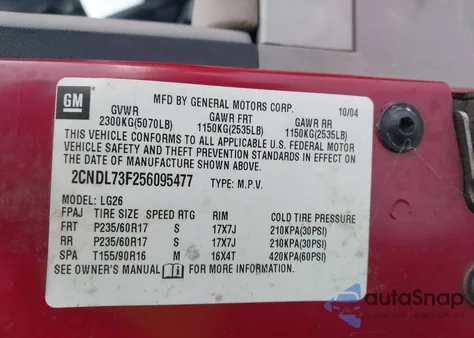 GM
MFD BY GENERAL MOTORS CORP. 10/04
GVWR GAWR FRT GAWR RR
2300KG(5070LB) 1150KG(2535LB) 1150KG(2535LB)
THIS VEHICLE CONFORMS TO ALL APPLICABLE U.S. FEDERAL
VEHICLE SAFETY AND THEFT PREVENTION STANDARDS IN EFFECT ON
THE DATE OF MANUFACTURE SHOWN ABOVE.
2CNDL73F256095477 TYPE: M.P.V.
MODEL: LG26
FPAJ TIRE SIZE SPEED RTG RIM COLD TIRE PRESSURE
FRT P235/60R17 S 17X7J 210KPA(30PSI)
RR P235/60R17 S 17X7J 210KPA(30PSI)
SPA T155/90R16 M 16X4T 420KPA(60PSI)
SEE OWNER'S MANUAL FOR MORE INFORMATION.
autoSnap